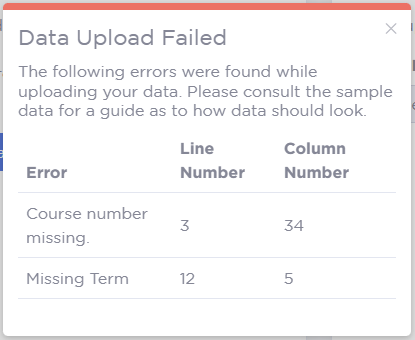 Data Upload Failed
The following errors were found while
uploading your data. Please consult the sample
data for a guide as to how data should look.
Error Line Number Column Number
Course number missing. 3 34
Missing Term 12 5